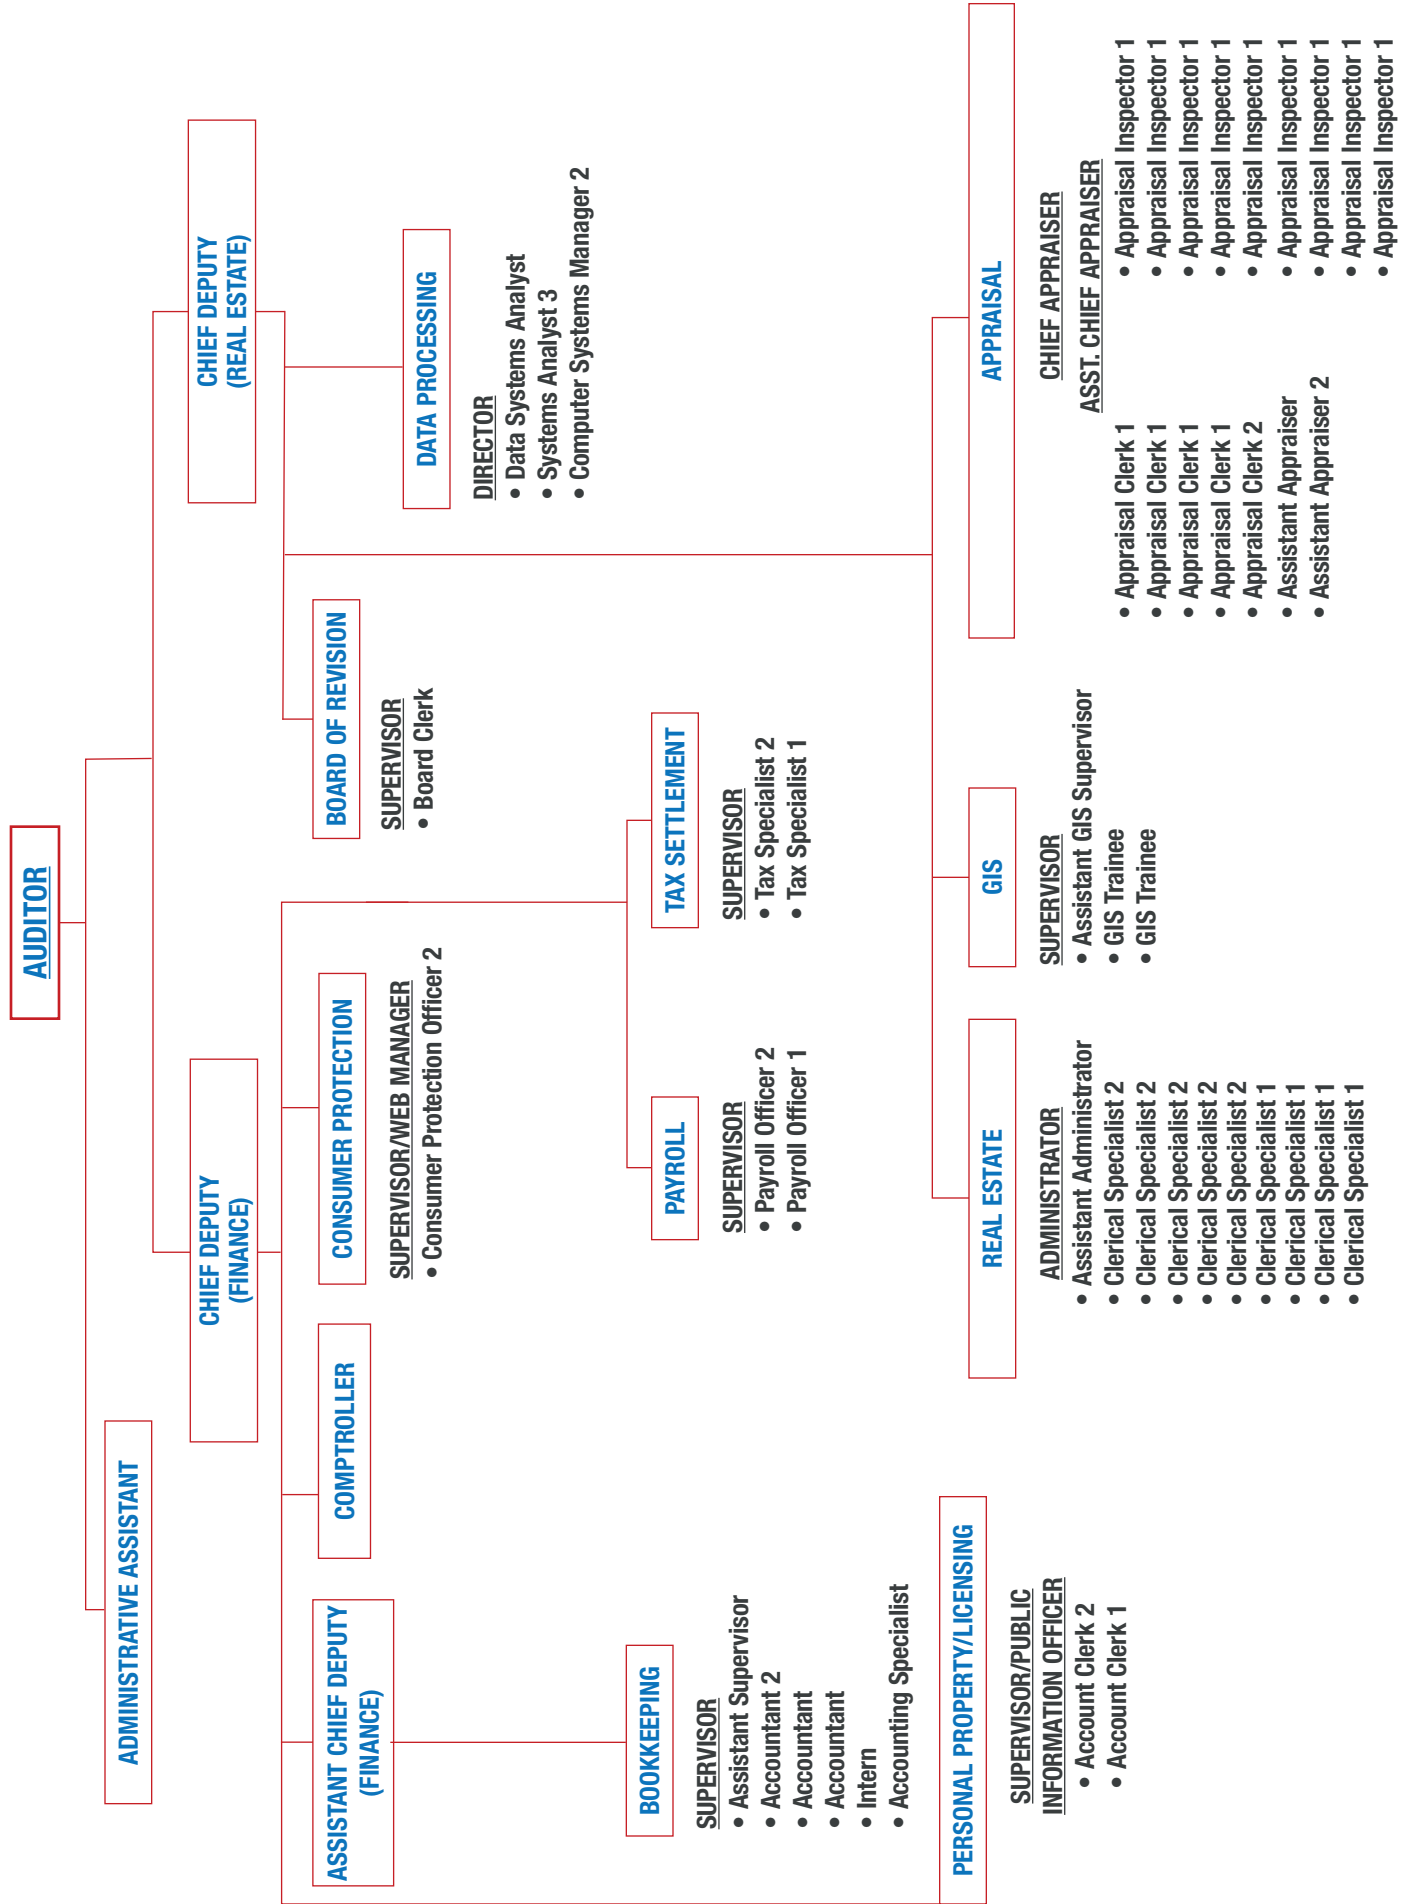 AUDITOR
ADMINISTRATIVE ASSISTANT
CHIEF DEPUTY
(FINANCE)
CHIEF DEPUTY
(REAL ESTATE)
ASSISTANT CHIEF DEPUTY
(FINANCE)
COMPTROLLER
CONSUMER PROTECTION
SUPERVISOR/WEB MANAGER
• Consumer Protection Officer 2
BOARD OF REVISION
SUPERVISOR
• Board Clerk
DATA PROCESSING
DIRECTOR
• Data Systems Analyst
• Systems Analyst 3
• Computer Systems Manager 2
BOOKKEEPING
SUPERVISOR
• Assistant Supervisor
• Accountant 2
• Accountant
• Accountant
• Intern
• Accounting Specialist
PAYROLL
SUPERVISOR
• Payroll Officer 2
• Payroll Officer 1
TAX SETTLEMENT
SUPERVISOR
• Tax Specialist 2
• Tax Specialist 1
PERSONAL PROPERTY/LICENSING
SUPERVISOR/PUBLIC
INFORMATION OFFICER
• Account Clerk 2
• Account Clerk 1
REAL ESTATE
ADMINISTRATOR
• Assistant Administrator
• Clerical Specialist 2
• Clerical Specialist 2
• Clerical Specialist 2
• Clerical Specialist 2
• Clerical Specialist 2
• Clerical Specialist 1
• Clerical Specialist 1
• Clerical Specialist 1
• Clerical Specialist 1
GIS
SUPERVISOR
• Assistant GIS Supervisor
• GIS Trainee
• GIS Trainee
APPRAISAL
CHIEF APPRAISER
ASST. CHIEF APPRAISER
• Appraisal Clerk 1
• Appraisal Clerk 1
• Appraisal Clerk 1
• Appraisal Clerk 1
• Appraisal Clerk 2
• Assistant Appraiser
• Assistant Appraiser 2
• Appraisal Inspector 1
• Appraisal Inspector 1
• Appraisal Inspector 1
• Appraisal Inspector 1
• Appraisal Inspector 1
• Appraisal Inspector 1
• Appraisal Inspector 1
• Appraisal Inspector 1
• Appraisal Inspector 1